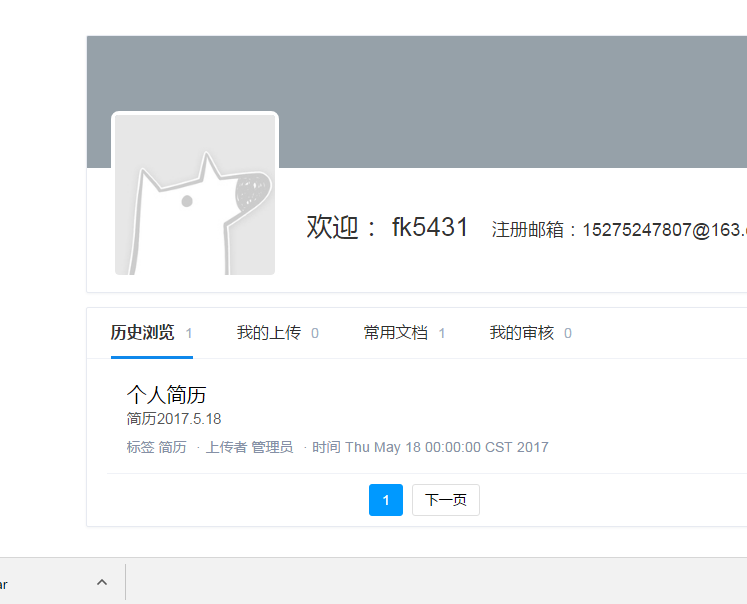 欢迎 : fk5431 注册邮箱 : 15275247807@163.
历史浏览 1 我的上传 0 常用文档 1 我的审核 0
个人简历
简历2017.5.18
标签 简历 · 上传者 管理员 · 时间 Thu May 18 00:00:00 CST 2017
1 下一页
ar